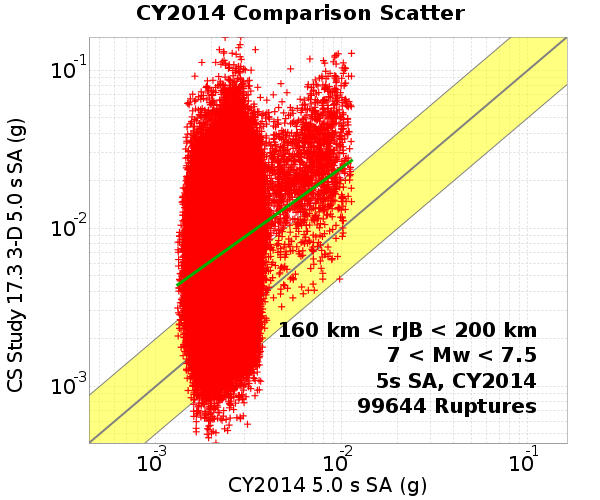 CY2014 Comparison Scatter
CS Study 17.3 3-D 5.0 s SA (g)
10-1
10-2
10-3
160 km < rJB < 200 km
7 < Mw < 7.5
5s SA, CY2014
99644 Ruptures
10-3
10-2
10-1
CY2014 5.0 s SA (g)